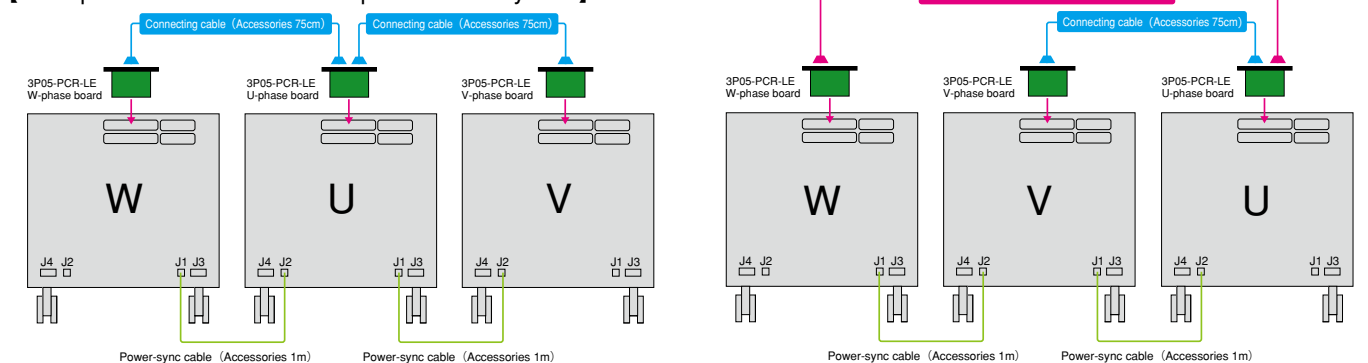 Connecting cable（Accessories 75cm）
Connecting cable（Accessories 75cm）
3P05-PCR-LE
W-phase board
3P05-PCR-LE
U-phase board
3P05-PCR-LE
V-phase board
W
U
V
J4 J2
J1 J3
J4 J2
J1 J3
J4 J2
J1 J3
Power-sync cable（Accessories 1m）
Power-sync cable（Accessories 1m）
Connecting cable（Accessories 75cm）
3P05-PCR-LE
W-phase board
3P05-PCR-LE
V-phase board
3P05-PCR-LE
U-phase board
W
V
U
J4 J2
J1 J3
J4 J2
J1 J3
J4 J2
J1 J3
Power-sync cable（Accessories 1m）
Power-sync cable（Accessories 1m）